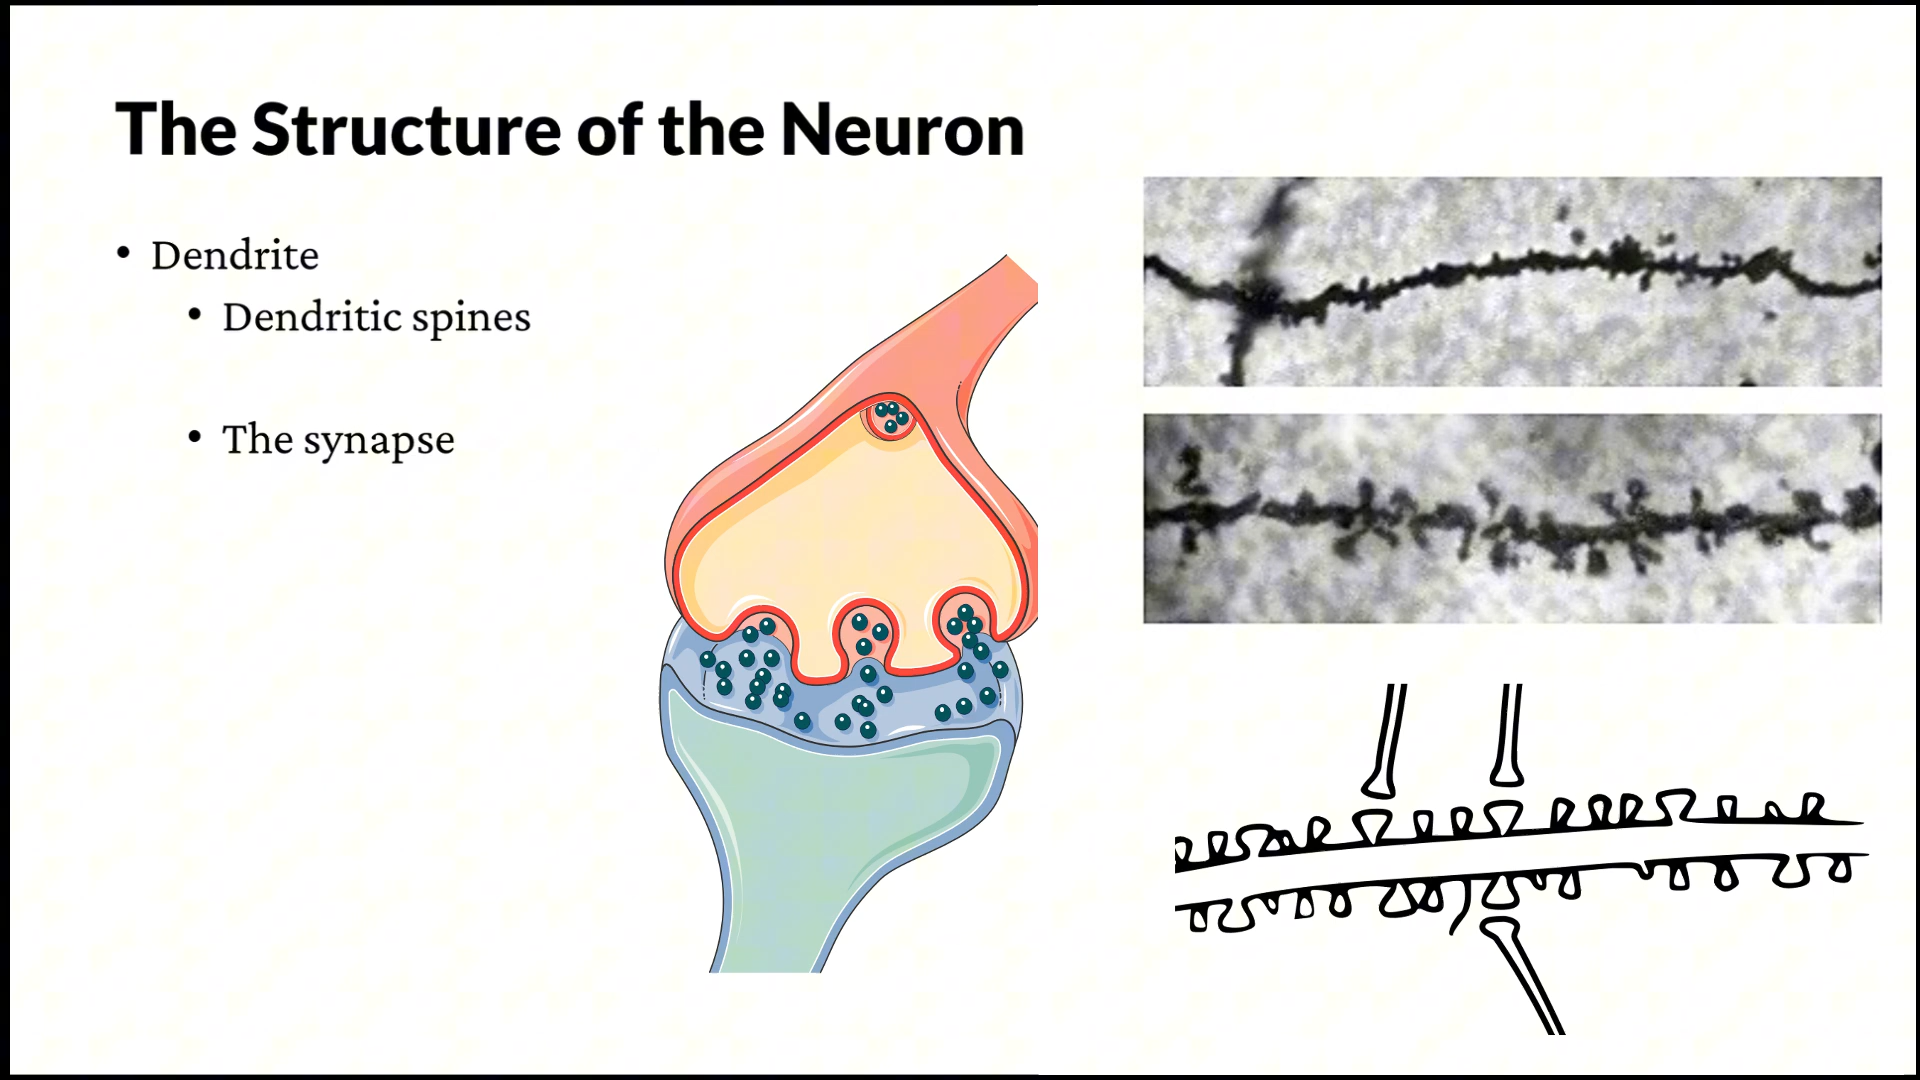 The Structure of the Neuron
• Dendrite
• Dendritic spines
• The synapse